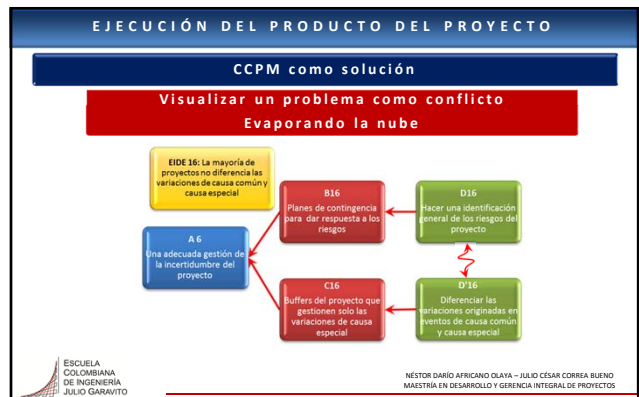 EJECUCIÓN DEL PRODUCTO DEL PROYECTO
CCPM como solución
Visualizar un problema como conflicto
Evaporando la nube
EIDE 16: La mayoría de
proyectos no diferencia las
variaciones de causa común y
causa especial
B16
Planes de contingencia
para dar respuesta a los
riesgos
D16
Hacer una identificación
general de los riesgos del
proyecto
A 6
Una adecuada gestión de
la incertidumbre del
proyecto
C16
Buffers del proyecto que
gestionen solo las
variaciones de causa
especial
D'16
Diferenciar las
variaciones originadas en
eventos de causa común
y causa especial
ESCUELA
COLOMBIANA
DE INGENIERÍA
JULIO GARAVITO
NÉSTOR DARÍO AFRICANO OLAYA – JULIO CÉSAR CORREA BUENO
MAESTRÍA EN DESARROLLO Y GERENCIA INTEGRAL DE PROYECTOS